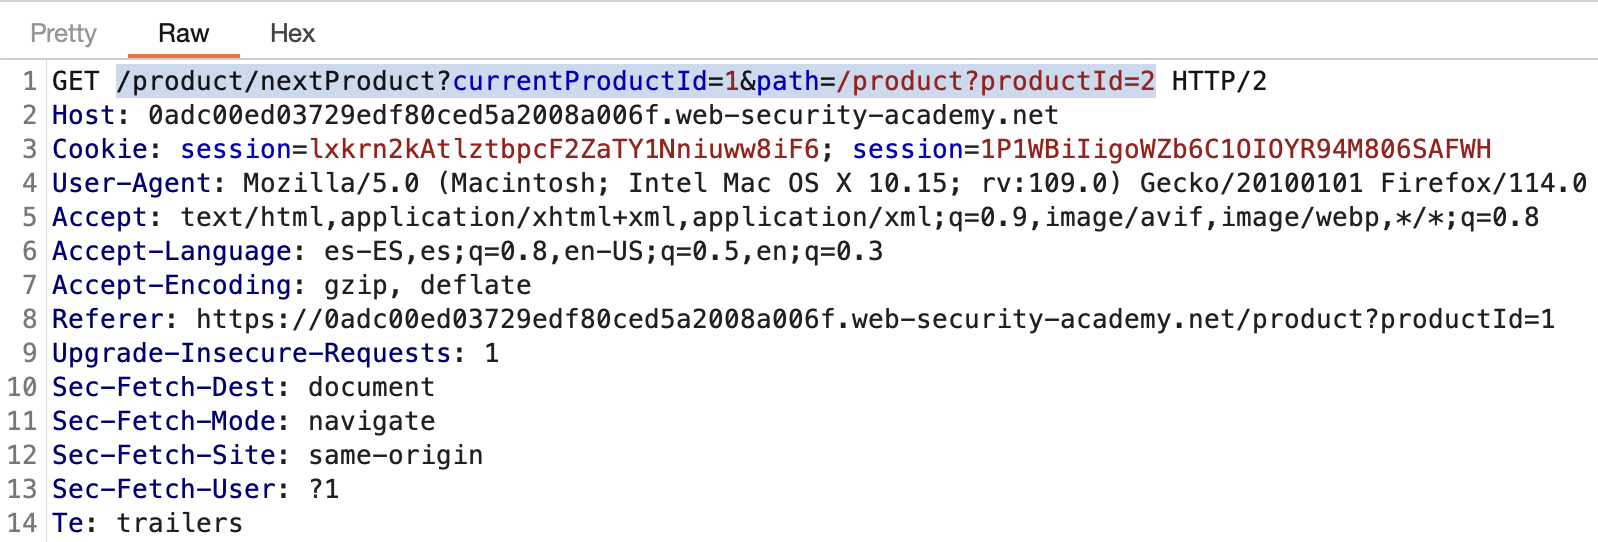 Pretty Raw Hex
1 GET /product/nextProduct?currentProductId=1&path=/product?productId=2 HTTP/2
2 Host: 0adc00ed03729edf80ced5a2008a006f.web-security-academy.net
3 Cookie: session=lxkrn2kAtlztbpcF2ZaTY1Nniuww8iF6; session=1P1WBiIigoWZb6C1OIOYR94M806SAFWH
4 User-Agent: Mozilla/5.0 (Macintosh; Intel Mac OS X 10.15; rv:109.0) Gecko/20100101 Firefox/114.0
5 Accept: text/html,application/xhtml+xml,application/xml;q=0.9,image/avif,image/webp,*/*;q=0.8
6 Accept-Language: es-ES,es;q=0.8,en-US;q=0.5,en;q=0.3
7 Accept-Encoding: gzip, deflate
8 Referer: https://0adc00ed03729edf80ced5a2008a006f.web-security-academy.net/product?productId=1
9 Upgrade-Insecure-Requests: 1
10 Sec-Fetch-Dest: document
11 Sec-Fetch-Mode: navigate
12 Sec-Fetch-Site: same-origin
13 Sec-Fetch-User: ?1
14 Te: trailers